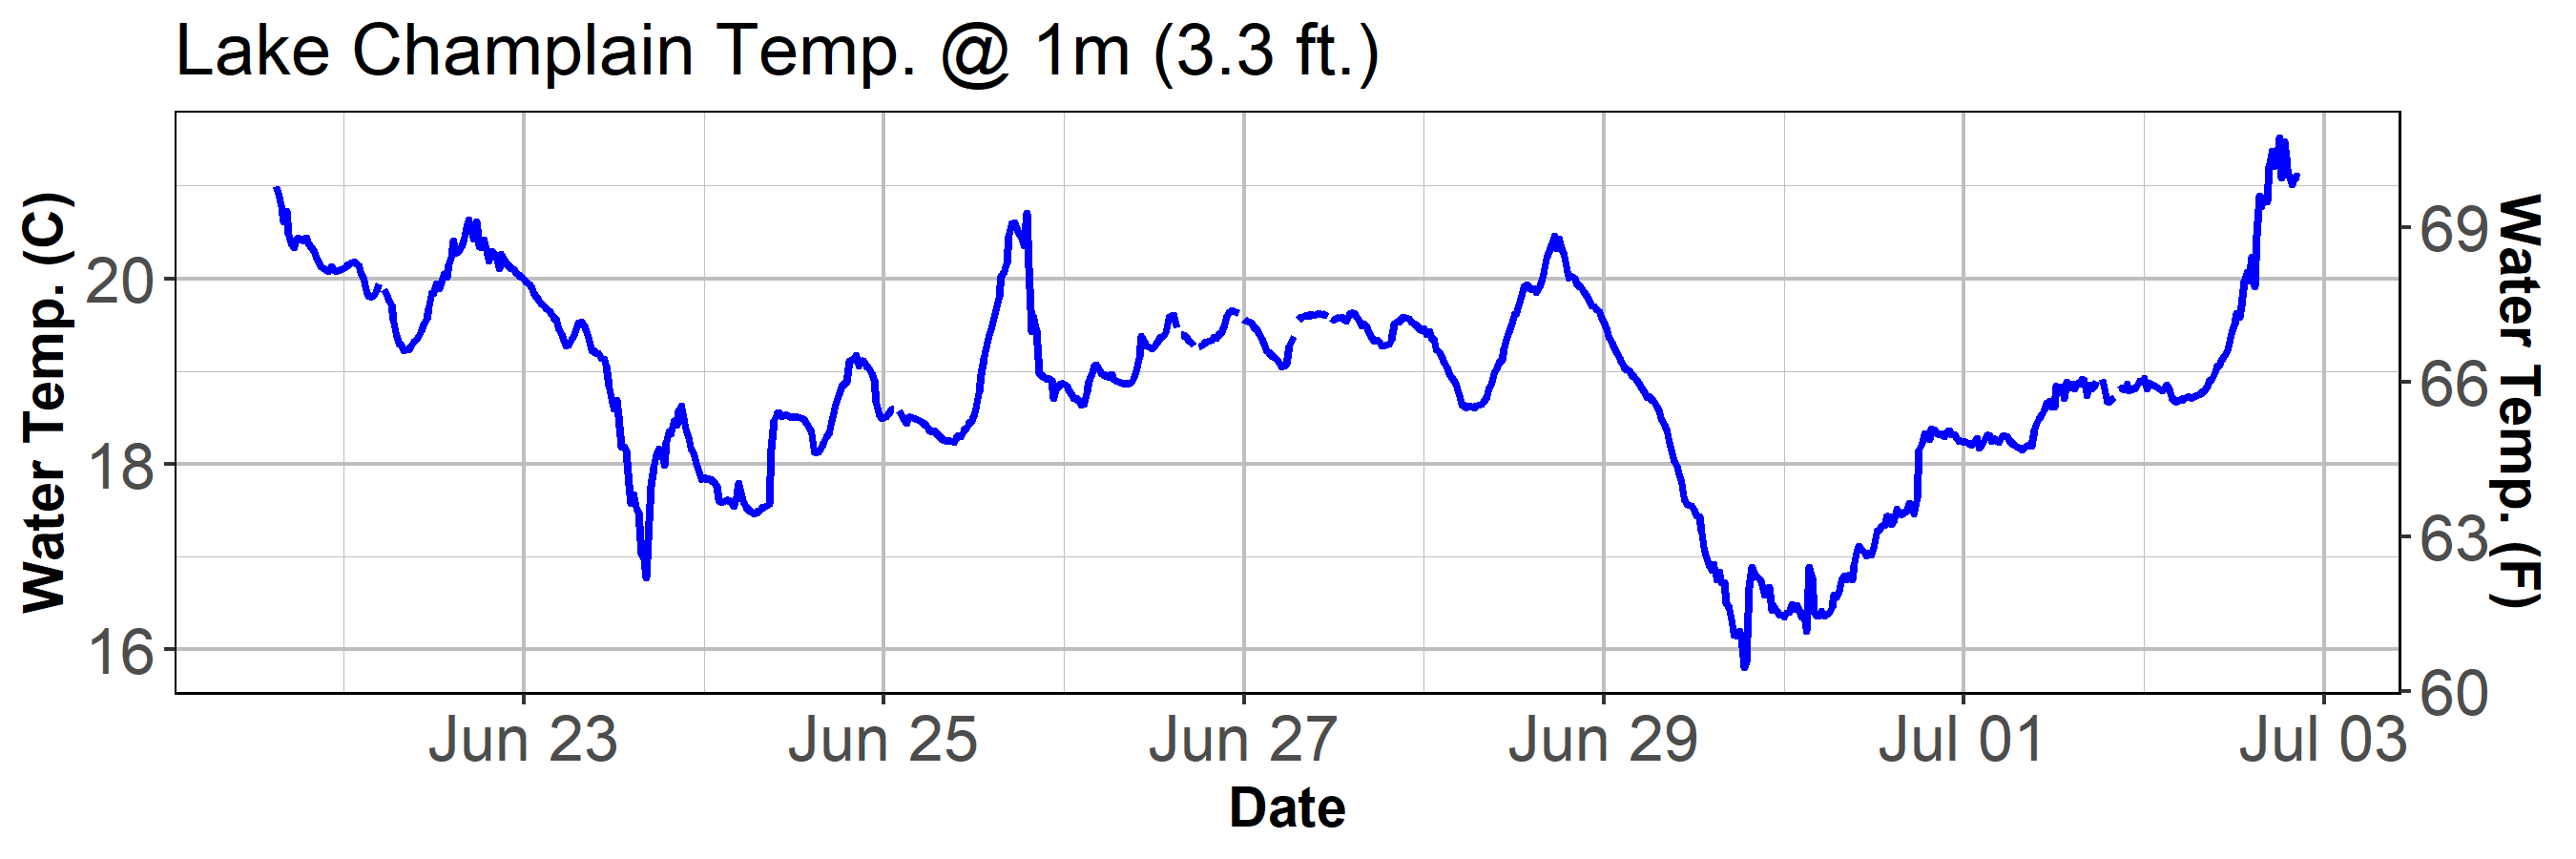 Lake Champlain Temp. @ 1m (3.3 ft.)
Water Temp. (C)
20
18
16
69
66
63
60
Water Temp. (F)
Jun 23
Jun 25
Jun 27
Jun 29
Jul 01
Jul 03
Date